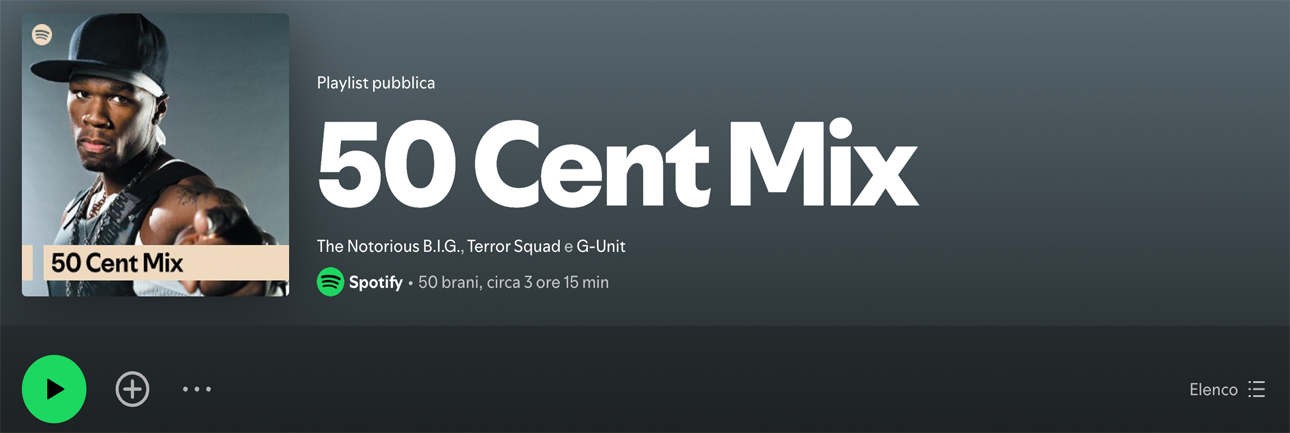 50 Cent Mix
Playlist pubblica
50 Cent Mix
The Notorious B.I.G., Terror Squad e G-Unit
Spotify • 50 brani, circa 3 ore 15 min
Elenco